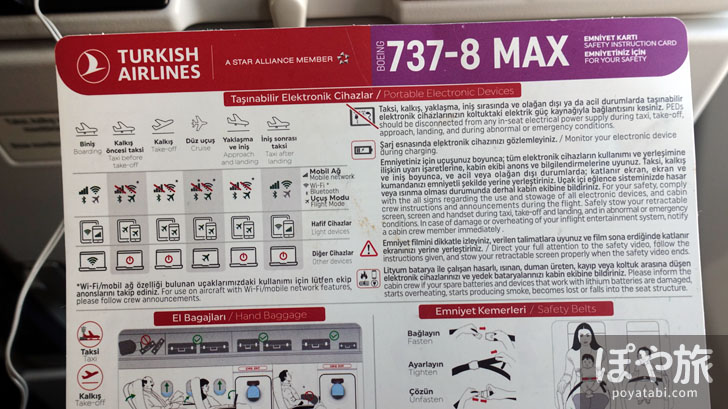 TURKISH
AIRLINES
A STAR ALLIANCE MEMBER
BOEING
737-8 MAX
EMNİYET KARTI
SAFETY INSTRUCTION CARD
EMNİYETİNİZ İÇİN
FOR YOUR SAFETY
Taşınabilir Elektronik Cihazlar / Portable Electronic Devices
Biniş
Boarding
Kalkış
öncesi taksi
Taxi before
take-off
Kalkış
Take-off
Düz uçuş
Cruise
Yaklaşma
ve iniş
Approach
and landing
İniş sonrası
taksi
Taxi after
landing
Mobil Ağ
Mobile network
Wi-Fi*
Bluetooth
Uçuş Modu
Flight Mode
Hafif Cihazlar
Light devices
Diğer Cihazlar
Other devices
*Wi-Fi/mobil ağ özelliği bulunan uçaklarımızdaki kullanımı için lütfen ekip
anonslarını takip ediniz. For use on aircraft with Wi-Fi/mobile network features,
please follow crew announcements.
Taksi, kalkış, yaklaşma, iniş sırasında ve olağan dışı ya da acil durumlarda taşınabilir
elektronik cihazlarınızın koltuktaki elektrik güç kaynağıyla bağlantısını kesiniz. PEDs
should be disconnected from any in-seat electrical power supply during taxi, take-off,
approach, landing, and during abnormal or emergency conditions.
Şarj esnasında elektronik cihazınızı gözlemleyiniz. / Monitor your electronic device
during charging.
Emniyetiniz için uçuşunuz boyunca; tüm elektronik cihazların kullanımı ve yerleşimine
ilişkin uyarı işaretlerine, kabin ekibi anons ve bilgilendirmelerine uyunuz. Taksi, kalkış
ve iniş boyunca, ve acil veya olağan dışı durumlarda; katlanır ekran, ekran ve
kumandanızı emniyetli şekilde yerine yerleştiriniz. Uçak içi eğlence sisteminizde hasar
veya ısınma olması durumunda derhal kabin ekibine bildiriniz. For your safety, comply
with all the signs regarding the use and stowage of all electronic devices, and cabin
crew instructions and announcements during the flight. Safely stow your retractable
screen, screen and handset during taxi, take-off and landing, and in abnormal or emergency
conditions. In case of damage or overheating of your inflight entertainment system, notify
a cabin crew member immediately.
Emniyet filmini dikkatle izleyiniz, verilen talimatlara uyunuz ve film sona erdiğinde katlanır
ekranınızı yerine yerleştiriniz. / Direct your full attention to the safety video, follow the
instructions given, and stow your retractable screen properly when the safety video ends.
Lityum batarya ile çalışan hasarlı, ısınan, duman üreten, kayıp veya koltuk arasına düşen
elektronik cihazlarınızı ve yedek bataryalarınızı kabin ekibine bildiriniz. Please inform the
cabin crew if your spare batteries and devices that work with lithium batteries are damaged,
starts overheating, starts producing smoke, becomes lost or falls into the seat structure.
El Bagajları / Hand Baggage
Taksi
Taxi
Kalkış
Take-off
Emniyet Kemerleri / Safety Belts
Bağlayın
Fasten
Ayarlayın
Tighten
Çözün
Unfasten
ぽや旅
poyatabi.com